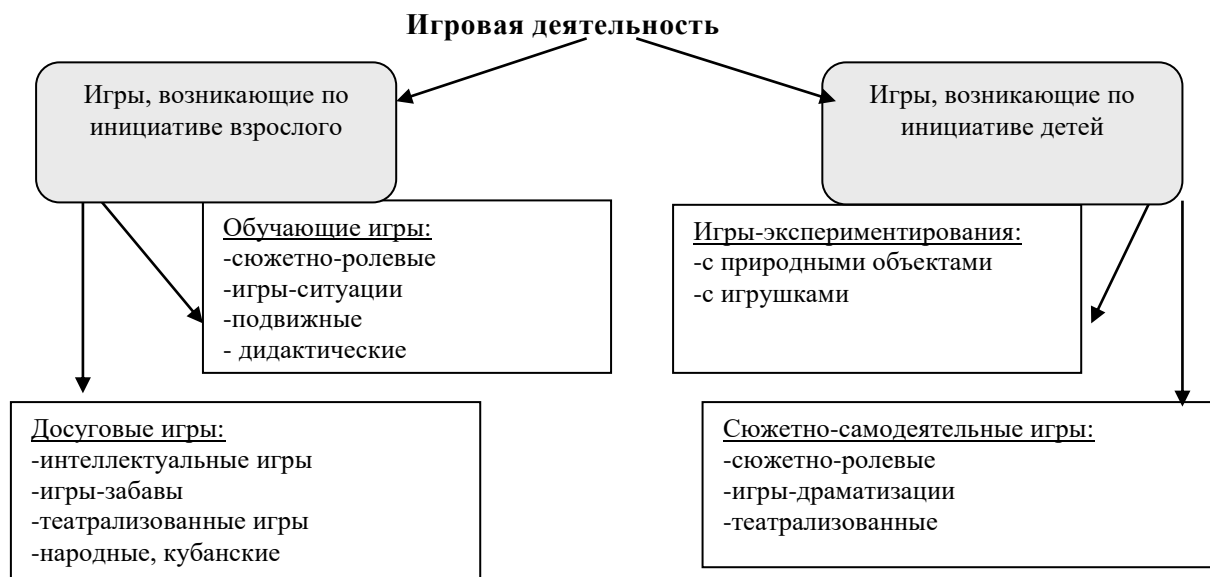 Игровая деятельность
Игры, возникающие по
инициативе взрослого
Игры, возникающие по
инициативе детей
Обучающие игры:
-сюжетно-ролевые
-игры-ситуации
-подвижные
- дидактические
Игры-экспериментирования:
-с природными объектами
-с игрушками
Досуговые игры:
-интеллектуальные игры
-игры-забавы
-театрализованные игры
-народные, кубанские
Сюжетно-самодеятельные игры:
-сюжетно-ролевые
-игры-драматизации
-театрализованные